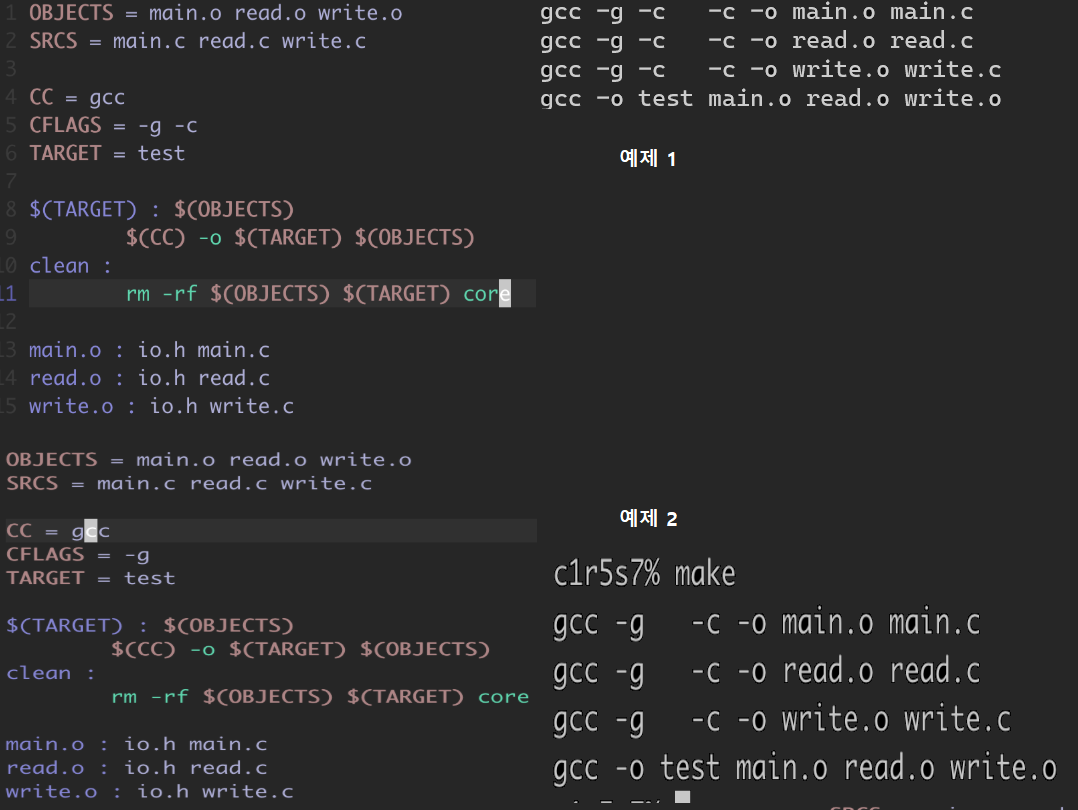 1 OBJECTS = main.o read.o write.o
2 SRCS = main.c read.c write.c
3
4 CC = gcc
5 CFLAGS = -g -c
6 TARGET = test
7
8 $(TARGET) : $(OBJECTS)
9 $(CC) -o $(TARGET) $(OBJECTS)
10 clean :
11 rm -rf $(OBJECTS) $(TARGET) core
12
13 main.o : io.h main.c
14 read.o : io.h read.c
15 write.o : io.h write.c
gcc -g -c   -c -o main.o main.c
gcc -g -c   -c -o read.o read.c
gcc -g -c   -c -o write.o write.c
gcc -o test main.o read.o write.o
예제 1
OBJECTS = main.o read.o write.o
SRCS = main.c read.c write.c
CC = gcc
CFLAGS = -g
TARGET = test
$(TARGET) : $(OBJECTS)
$(CC) -o $(TARGET) $(OBJECTS)
clean :
rm -rf $(OBJECTS) $(TARGET) core
main.o : io.h main.c
read.o : io.h read.c
write.o : io.h write.c
예제 2
c1r5s7% make
gcc -g   -c -o main.o main.c
gcc -g   -c -o read.o read.c
gcc -g   -c -o write.o write.c
gcc -o test main.o read.o write.o